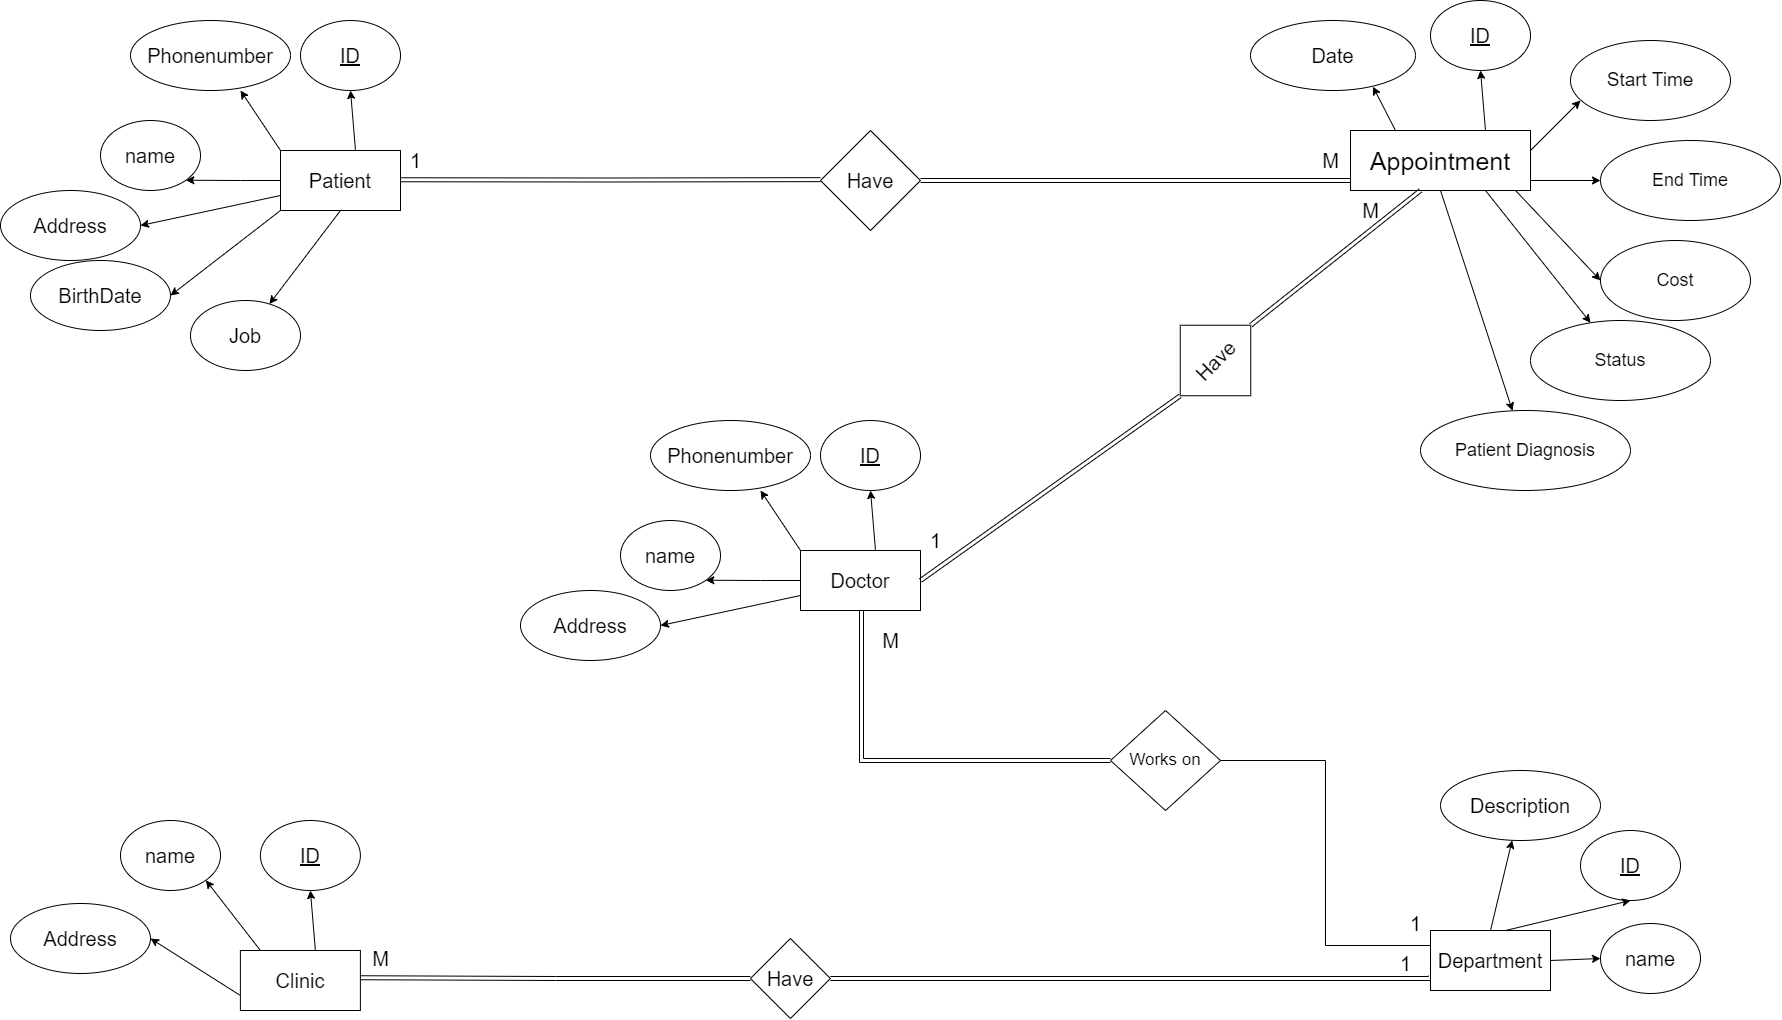 Phonenumber
ID
name
Patient
1
Address
BirthDate
Job
Have
Date
ID
Start Time
M
Appointment
End Time
M
Cost
Status
Patient Diagnosis
Have
Phonenumber
ID
name
1
Doctor
Address
M
Works on
Description
ID
1
Department
name
1
name
ID
Address
Clinic
M
Have